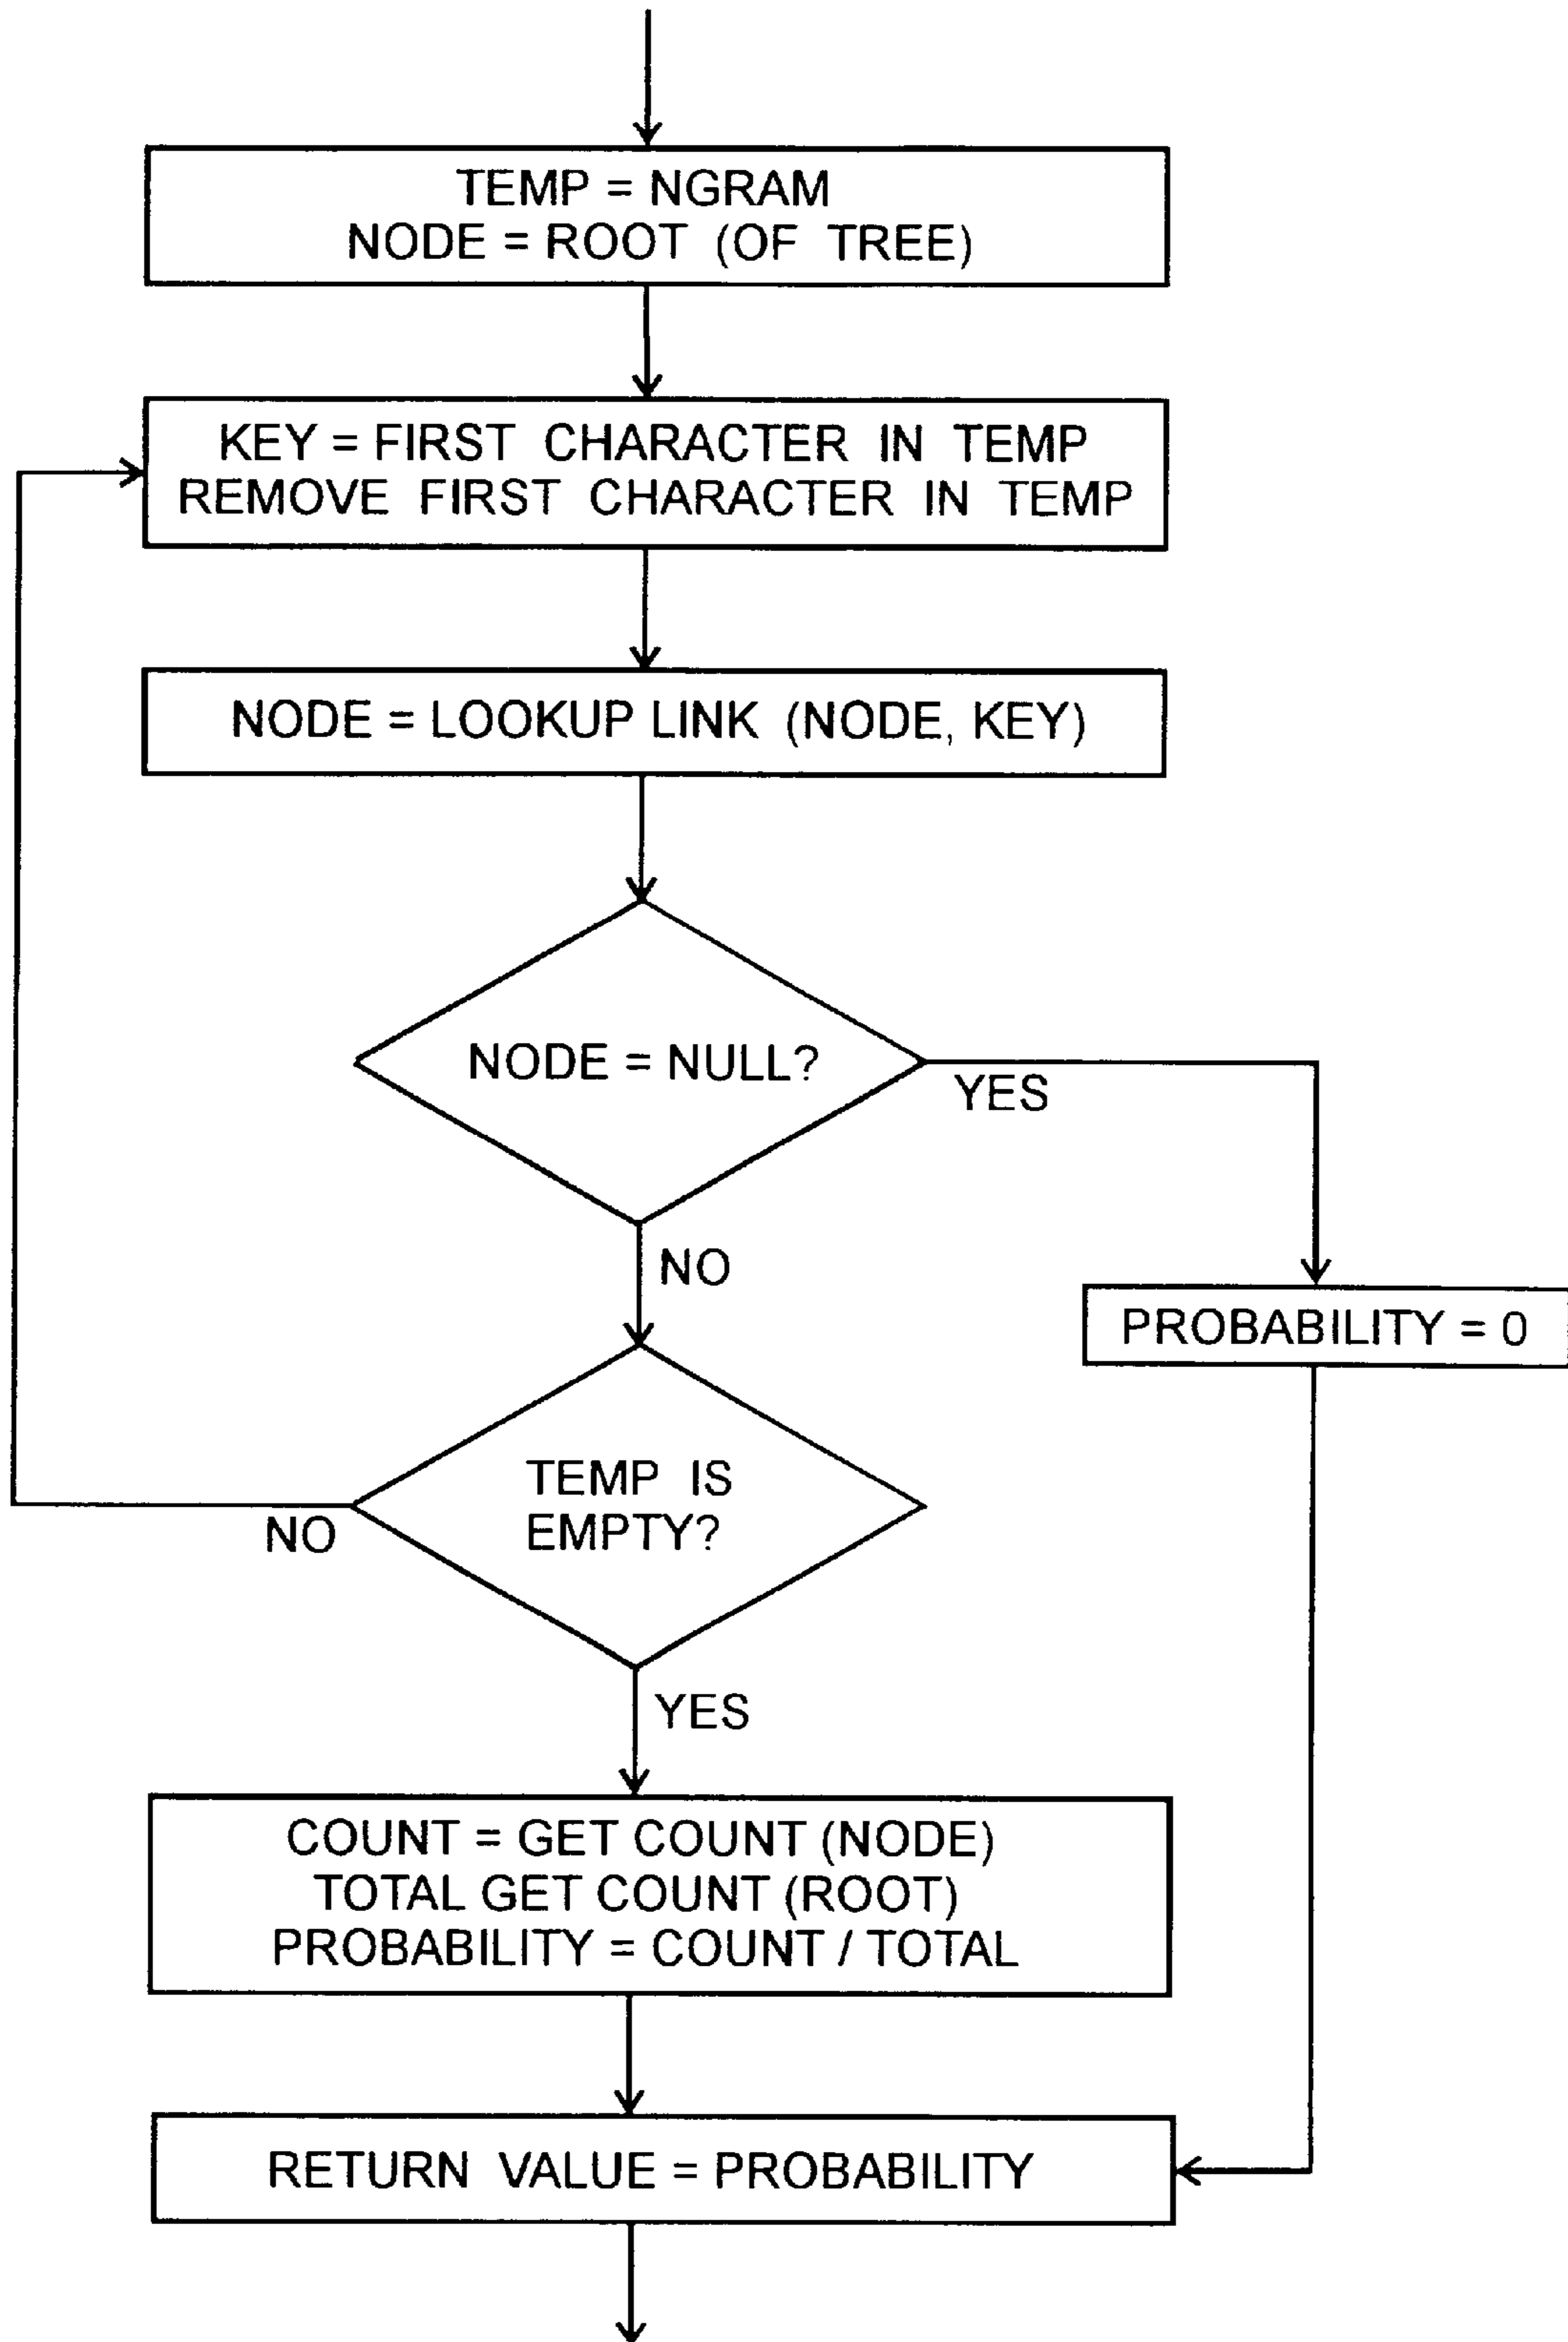 TEMP = NGRAM
NODE = ROOT (OF TREE)
KEY = FIRST CHARACTER IN TEMP
REMOVE FIRST CHARACTER IN TEMP
NODE = LOOKUP LINK (NODE, KEY)
NODE = NULL?
YES
NO
PROBABILITY = 0
TEMP IS
EMPTY?
NO
YES
COUNT = GET COUNT (NODE)
TOTAL GET COUNT (ROOT)
PROBABILITY = COUNT / TOTAL
RETURN VALUE = PROBABILITY